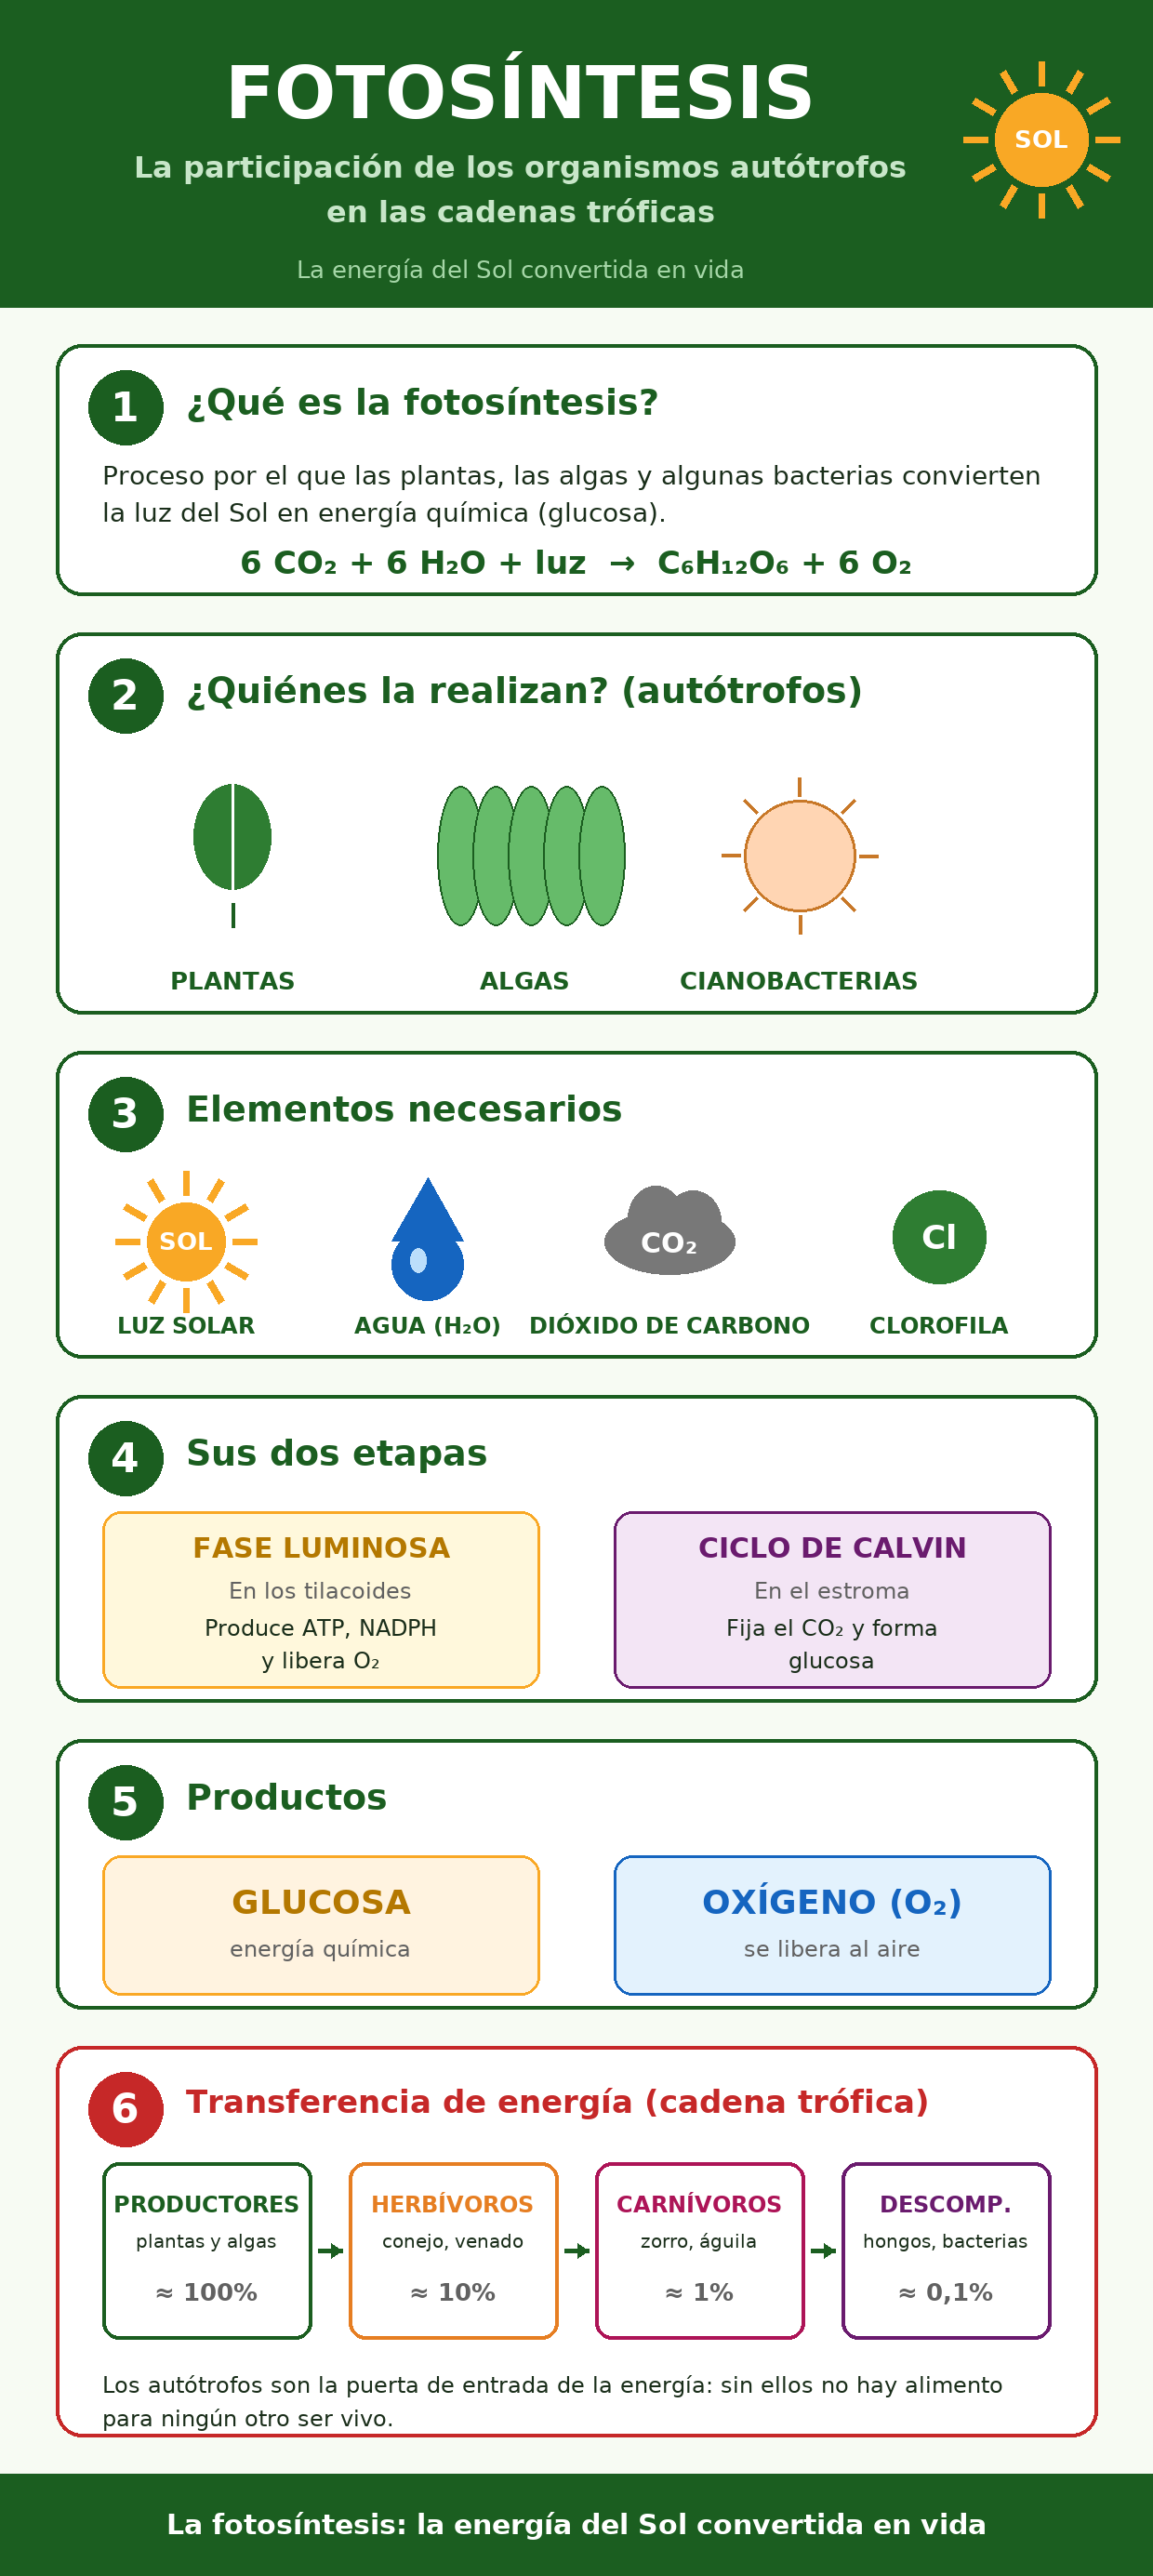 FOTOSÍNTESIS
La participación de los organismos autótrofos
en las cadenas tróficas
La energía del Sol convertida en vida
SOL
1
¿Qué es la fotosíntesis?
Proceso por el que las plantas, las algas y algunas bacterias convierten
la luz del Sol en energía química (glucosa).
6 CO₂ + 6 H₂O + luz → C₆H₁₂O₆ + 6 O₂
2
¿Quiénes la realizan? (autótrofos)
PLANTAS
ALGAS
CIANOBACTERIAS
3
Elementos necesarios
SOL
CO₂
Cl
LUZ SOLAR
AGUA (H₂O)
DIÓXIDO DE CARBONO
CLOROFILA
4
Sus dos etapas
FASE LUMINOSA
En los tilacoides
Produce ATP, NADPH
y libera O₂
CICLO DE CALVIN
En el estroma
Fija el CO₂ y forma
glucosa
5
Productos
GLUCOSA
energía química
OXÍGENO (O₂)
se libera al aire
6
Transferencia de energía (cadena trófica)
PRODUCTORES
plantas y algas
≈ 100%
HERBÍVOROS
conejo, venado
≈ 10%
CARNÍVOROS
zorro, águila
≈ 1%
DESCOMP.
hongos, bacterias
≈ 0,1%
Los autótrofos son la puerta de entrada de la energía: sin ellos no hay alimento
para ningún otro ser vivo.
La fotosíntesis: la energía del Sol convertida en vida